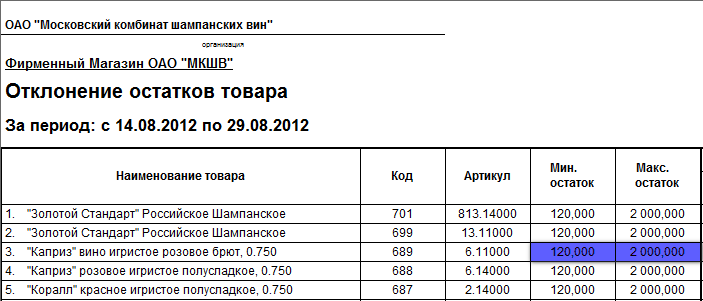 ОАО "Московский комбинат шампанских вин"
организация
Фирменный Магазин ОАО "МКШВ"
Отклонение остатков товара
За период: с 14.08.2012 по 29.08.2012
Наименование товара Код Артикул Мин. остаток Макс. остаток
1. "Золотой Стандарт" Российское Шампанское 701 813.14000 120,000 2 000,000
2. "Золотой Стандарт" Российское Шампанское 699 13.11000 120,000 2 000,000
3. "Каприз" вино игристое розовое брют, 0.750 689 6.11000 120,000 2 000,000
4. "Каприз" розовое игристое полусладкое, 0.750 688 6.14000 120,000 2 000,000
5. "Коралл" красное игристое полусладкое, 0.750 687 2.14000 120,000 2 000,000